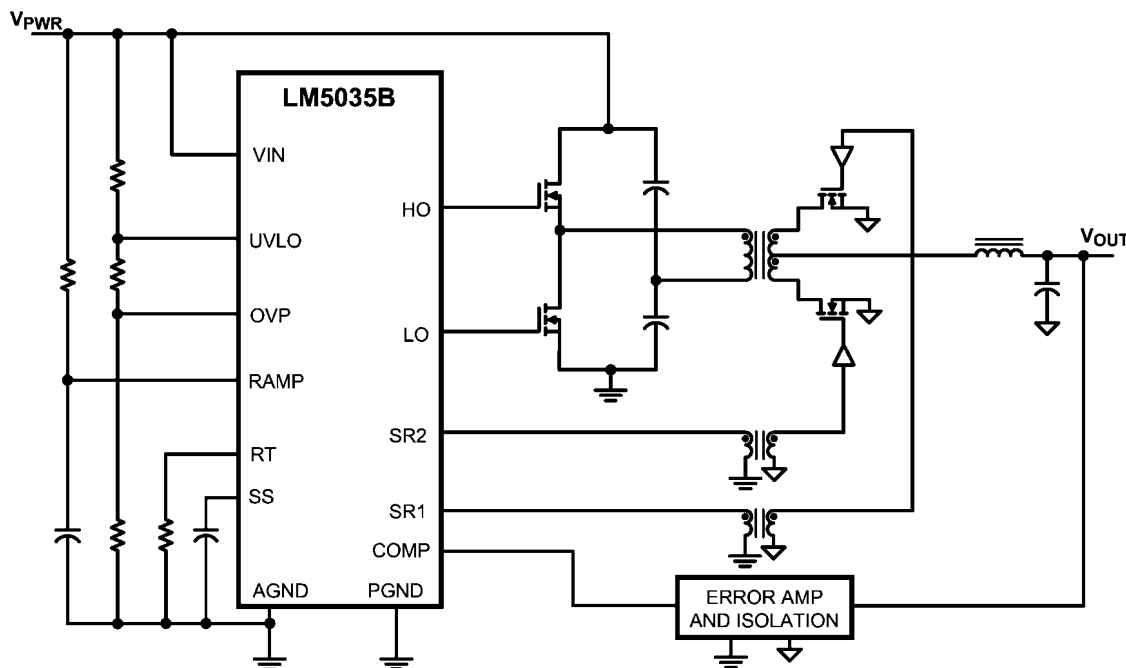 VPWR
LM5035B
VIN
HO
UVLO
VOUT
OVP
LO
RAMP
SR2
RT
SS
SR1
COMP
AGND
PGND
ERROR AMP
AND ISOLATION